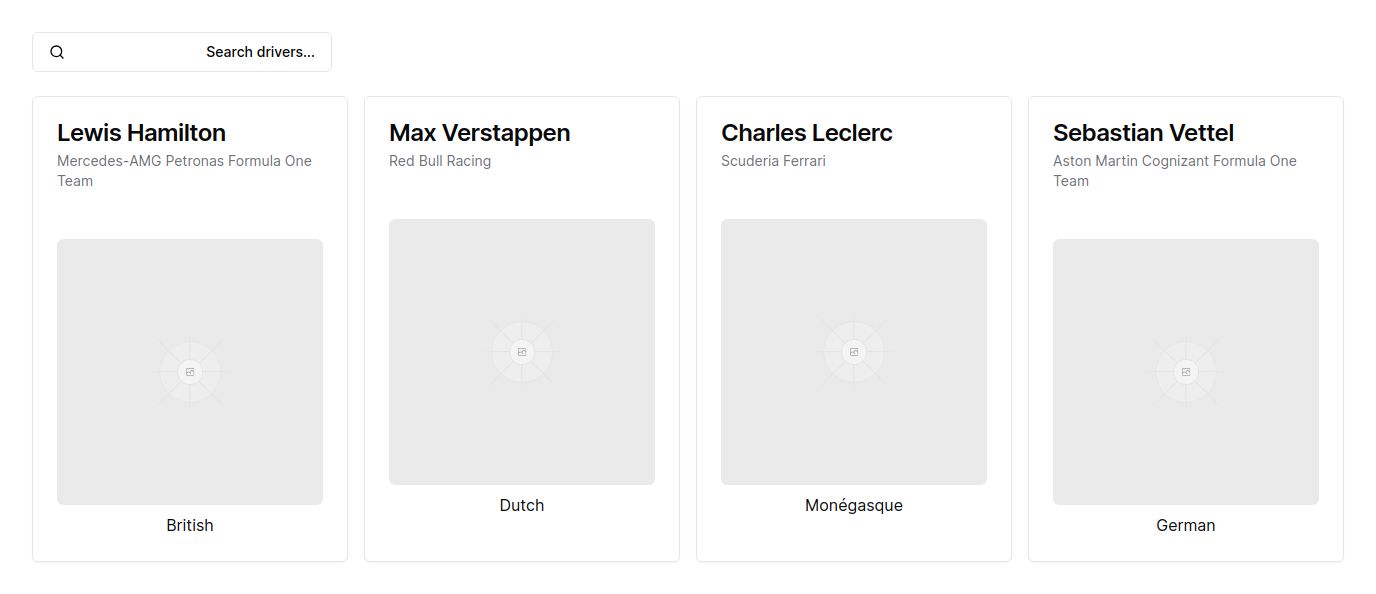 Search drivers...
Lewis Hamilton
Mercedes-AMG Petronas Formula One
Team
British
Max Verstappen
Red Bull Racing
Dutch
Charles Leclerc
Scuderia Ferrari
Monégasque
Sebastian Vettel
Aston Martin Cognizant Formula One
Team
German